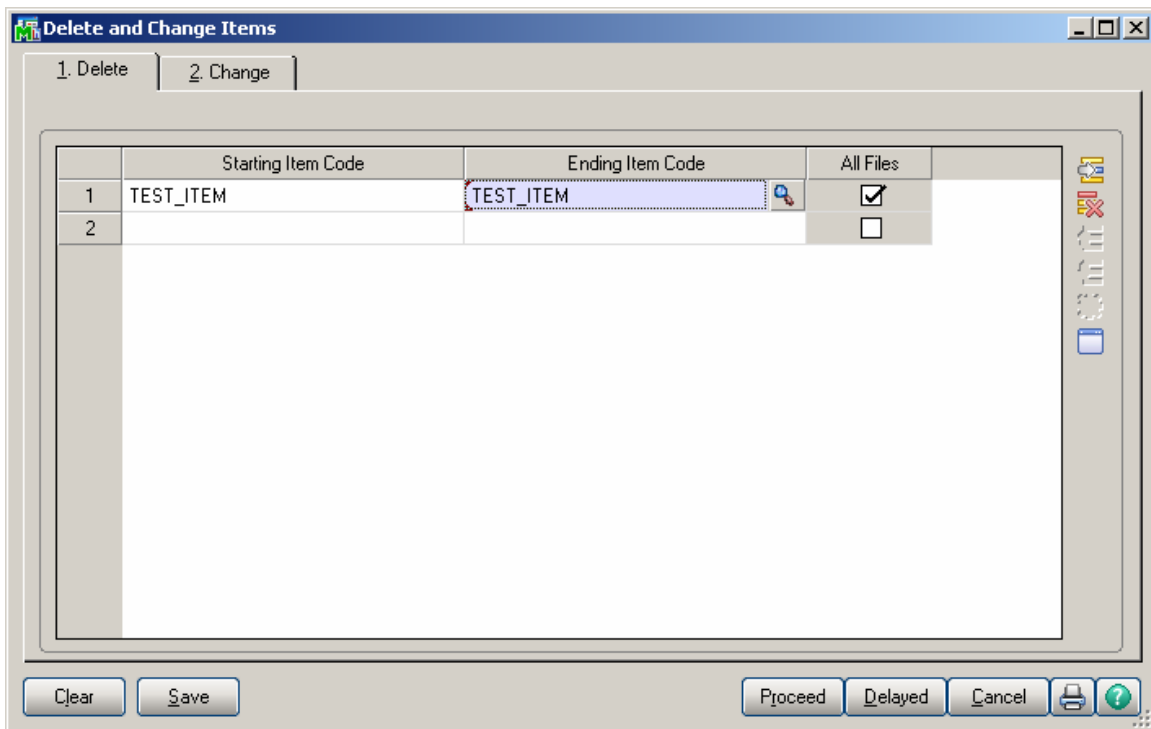 Delete and Change Items
1. Delete 2. Change
Starting Item Code Ending Item Code All Files
1 TEST_ITEM TEST_ITEM
2
Clear Save Proceed Delayed Cancel